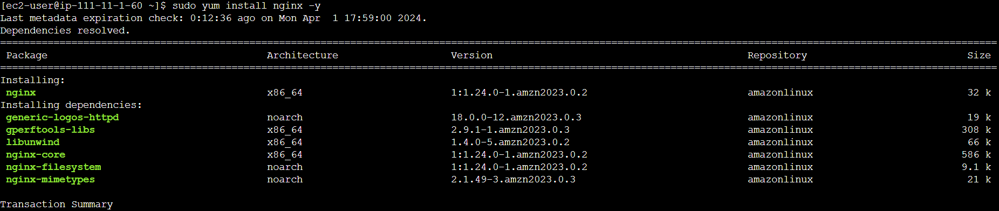 [ec2-user@ip-111-11-1-60 ~]$ sudo yum install nginx -y
Last metadata expiration check: 0:12:36 ago on Mon Apr  1 17:59:00 2024.
Dependencies resolved.
================================================================================
Package Architecture Version Repository Size
================================================================================
Installing:
nginx x86_64 1:1.24.0-1.amzn2023.0.2 amazonlinux 32 k
Installing dependencies:
generic-logos-httpd noarch 18.0.0-12.amzn2023.0.3 amazonlinux 19 k
gperftools-libs x86_64 2.9.1-1.amzn2023.0.3 amazonlinux 308 k
libunwind x86_64 1.4.0-5.amzn2023.0.2 amazonlinux 66 k
nginx-core x86_64 1:1.24.0-1.amzn2023.0.2 amazonlinux 586 k
nginx-filesystem noarch 1:1.24.0-1.amzn2023.0.2 amazonlinux 9.1 k
nginx-mimetypes noarch 2.1.49-3.amzn2023.0.3 amazonlinux 21 k
Transaction Summary